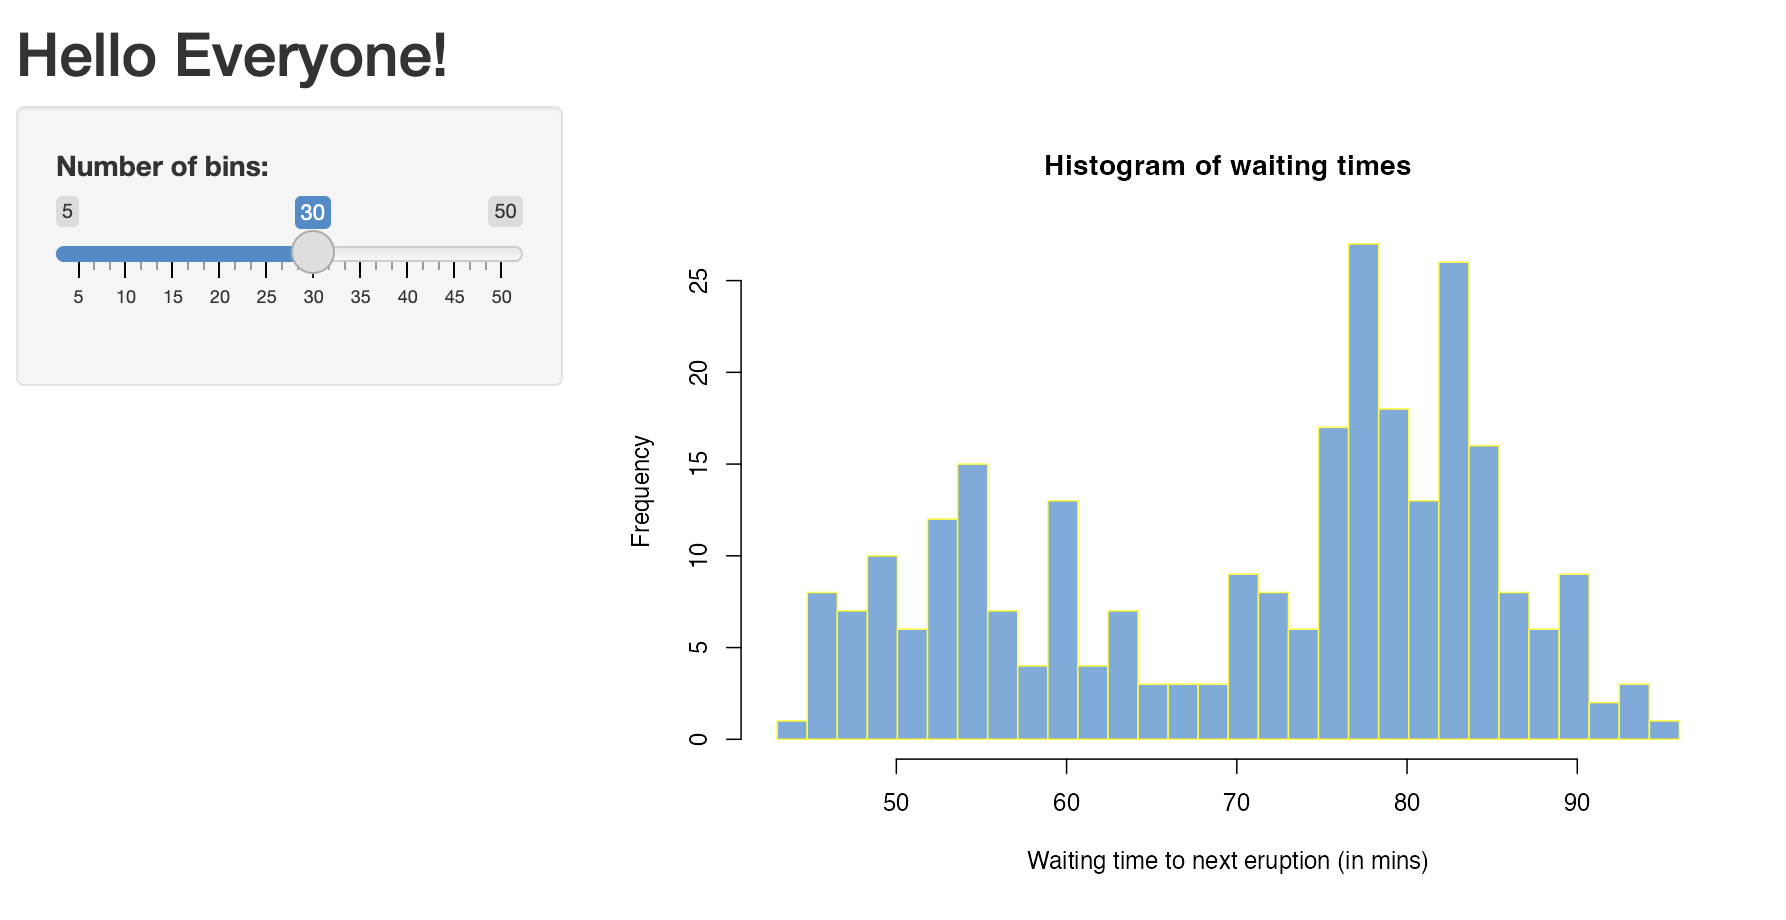 Hello Everyone!
Number of bins:
5 30 50
5 10 15 20 25 30 35 40 45 50
Histogram of waiting times
Frequency
25
20
15
10
5
0
50 60 70 80 90
Waiting time to next eruption (in mins)